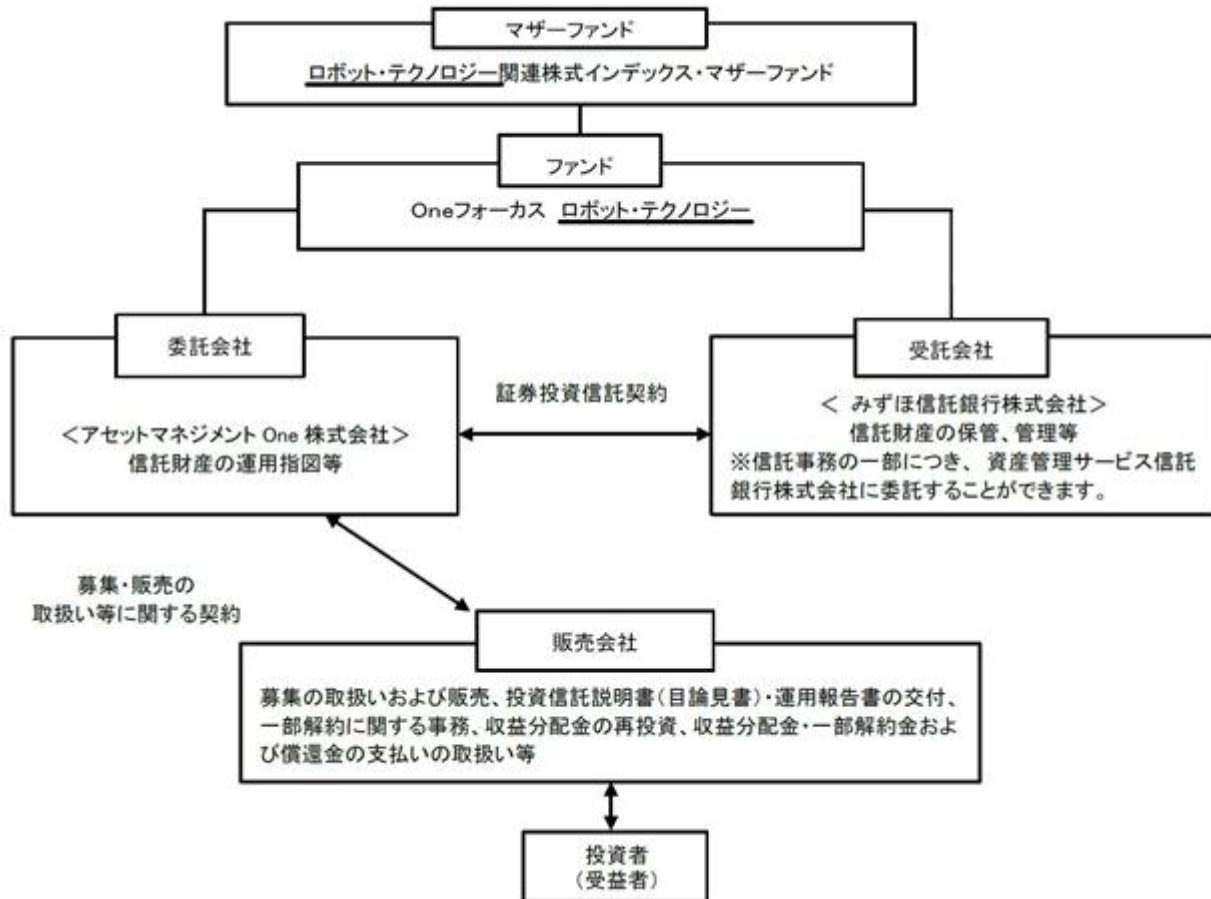 マザーファンド
ロボット・テクノロジー関連株式インデックス・マザーファンド
ファンド
Oneフォーカス ロボット・テクノロジー
委託会社
<アセットマネジメント One 株式会社>
信託財産の運用指図等
証券投資信託契約
受託会社
< みずほ信託銀行株式会社>
信託財産の保管、管理等
※信託事務の一部につき、 資産管理サービス信託
銀行株式会社に委託することができます。
募集・販売の
取扱い等に関する契約
販売会社
募集の取扱いおよび販売、投資信託説明書(目論見書)・運用報告書の交付、
一部解約に関する事務、収益分配金の再投資、収益分配金・一部解約金およ
び償還金の支払いの取扱い等
投資者
(受益者)